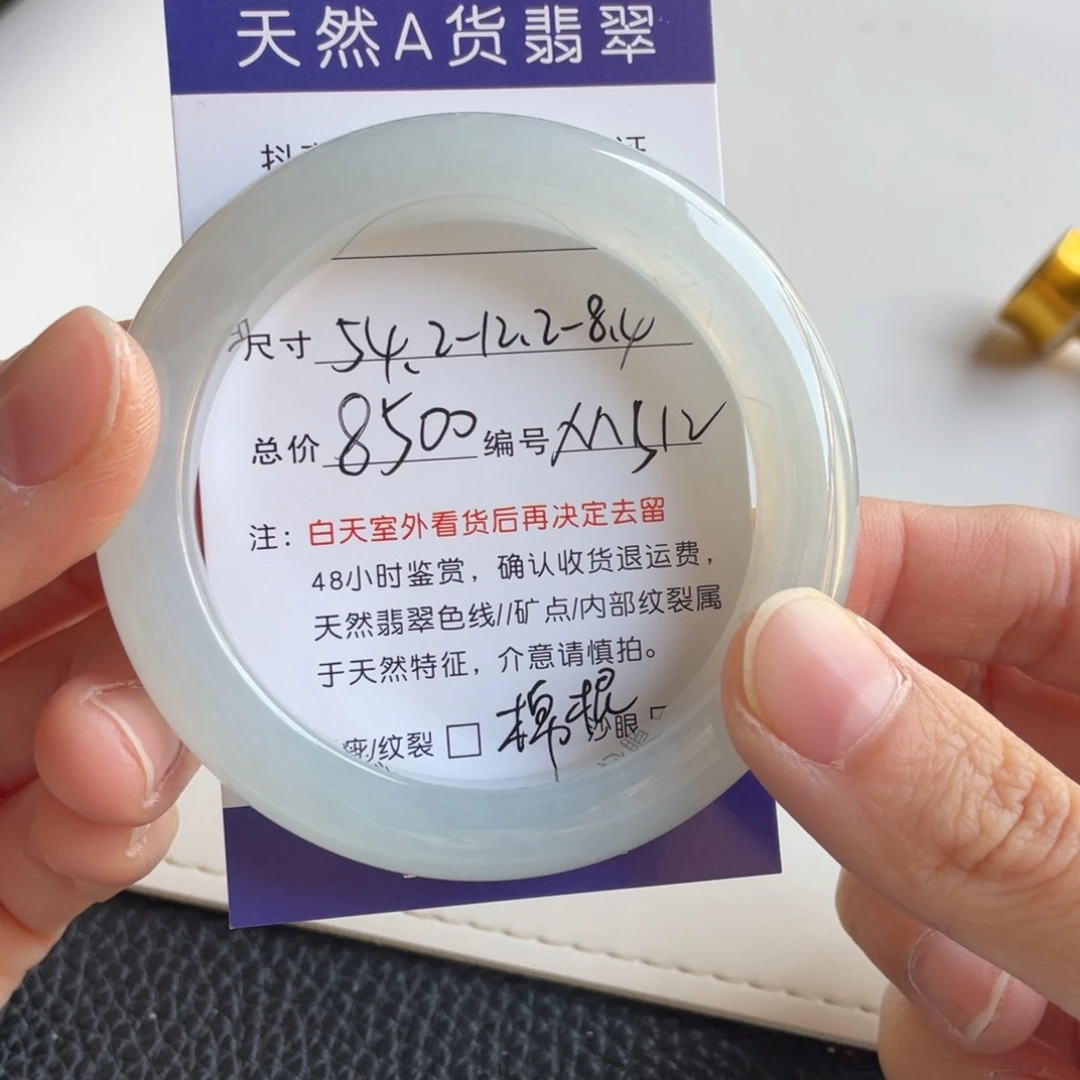 天然A货翡翠
尺寸 54.2-12.2-8.4
总价 8500 编号
注：白天室外看货后再决定去留
48小时鉴赏，确认收货退运费，
天然翡翠色线//矿点/内部纹裂属
于天然特征，介意请慎拍。
/纹裂 □ 棉 眼